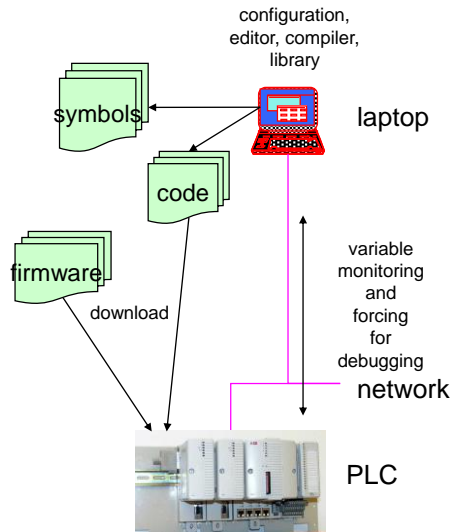 configuration,
editor, compiler,
library
symbols
laptop
code
firmware
download
variable
monitoring
and
forcing
for
debugging
network
PLC